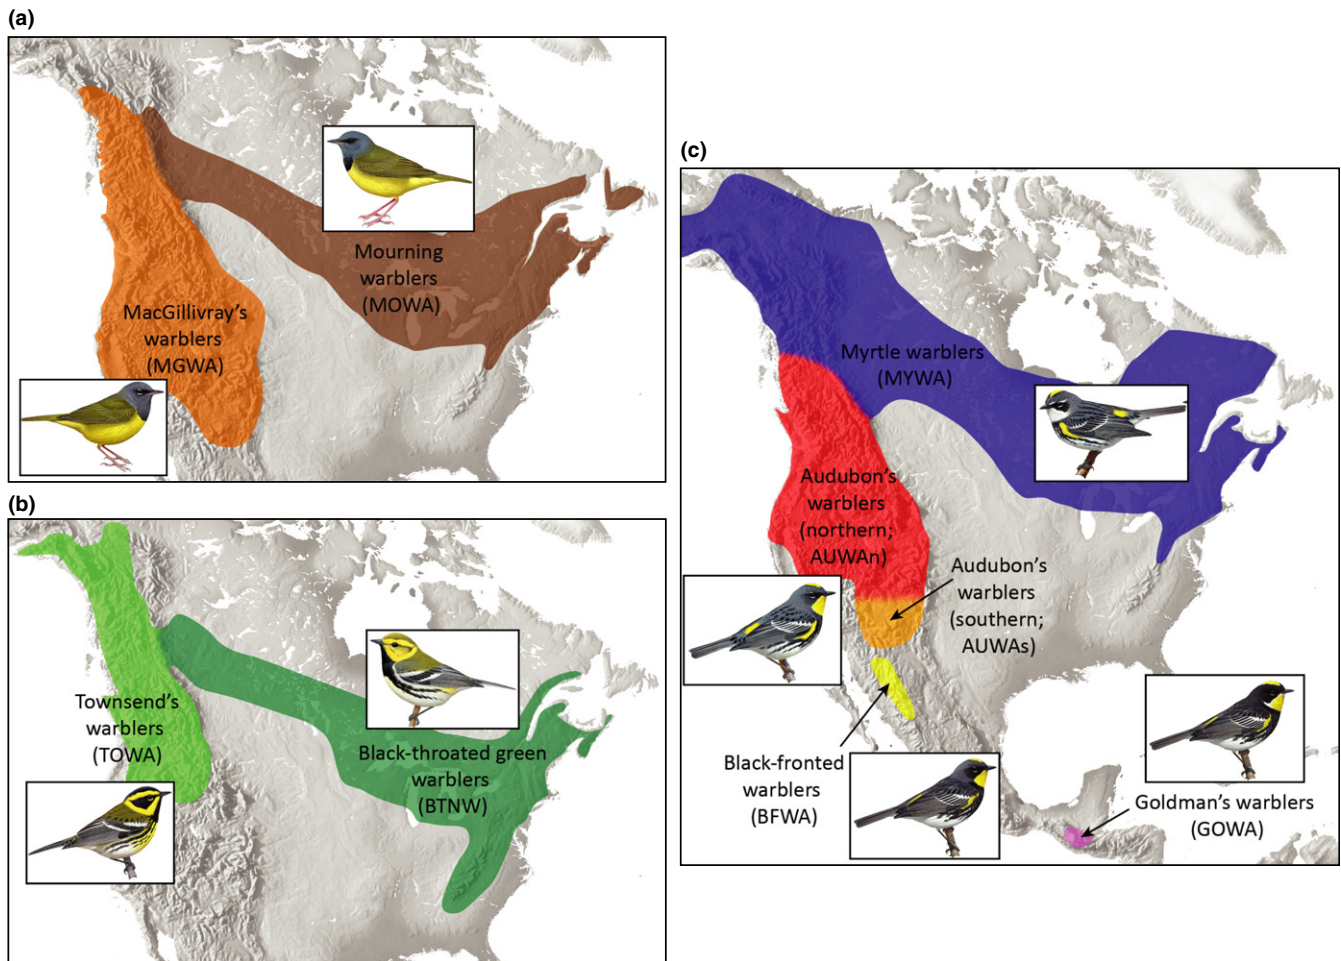 (a)
Mourning
warblers
(MOWA)
MacGillivray's
warblers
(MGWA)
(b)
Townsend's
warblers
(TOWA)
Black-throated green
warblers
(BTNW)
(c)
Myrtle warblers
(MYWA)
Audubon's
warblers
(northern;
AUWAn)
Audubon's
warblers
(southern;
AUWAs)
Black-fronted
warblers
(BFWA)
Goldman's warblers
(GOWA)